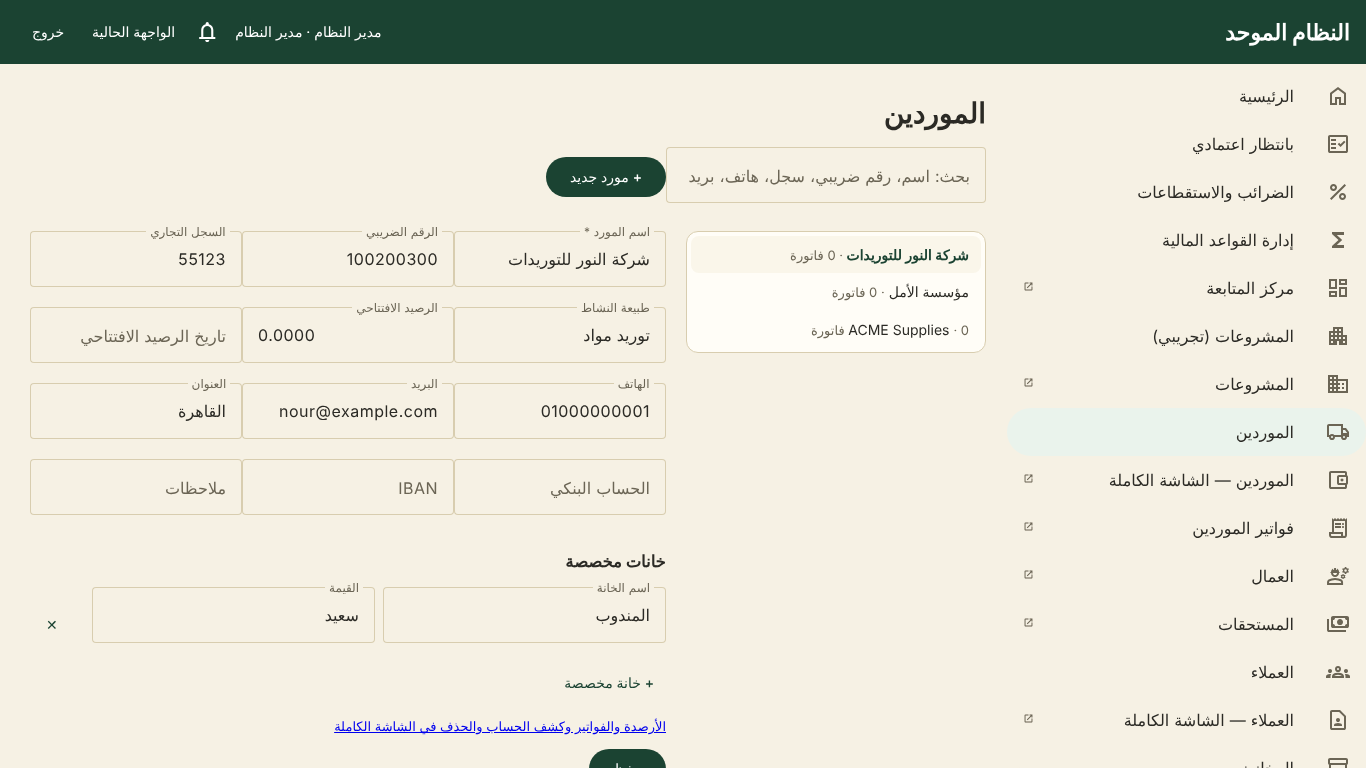 النظام الموحد
مدير النظام · مدير النظام
الواجهة الحالية
خروج
الرئيسية
بانتظار اعتمادي
الضرائب والاستقطاعات
إدارة القواعد المالية
مركز المتابعة
المشروعات (تجريبي)
المشروعات
الموردين
الموردين — الشاشة الكاملة
فواتير الموردين
العمال
المستحقات
العملاء
العملاء — الشاشة الكاملة
الموردين
بحث: اسم، رقم ضريبي، سجل، هاتف، بريد
+ مورد جديد
شركة النور للتوريدات · 0 فاتورة
مؤسسة الأمل · 0 فاتورة
ACME Supplies · 0 فاتورة
اسم المورد *
شركة النور للتوريدات
الرقم الضريبي
100200300
السجل التجاري
55123
طبيعة النشاط
توريد مواد
الرصيد الافتتاحي
0.0000
تاريخ الرصيد الافتتاحي
الهاتف
01000000001
البريد
nour@example.com
العنوان
القاهرة
الحساب البنكي
IBAN
ملاحظات
خانات مخصصة
اسم الخانة
المندوب
القيمة
سعيد
✕
+ خانة مخصصة
الأرصدة والفواتير وكشف الحساب والحذف في الشاشة الكاملة